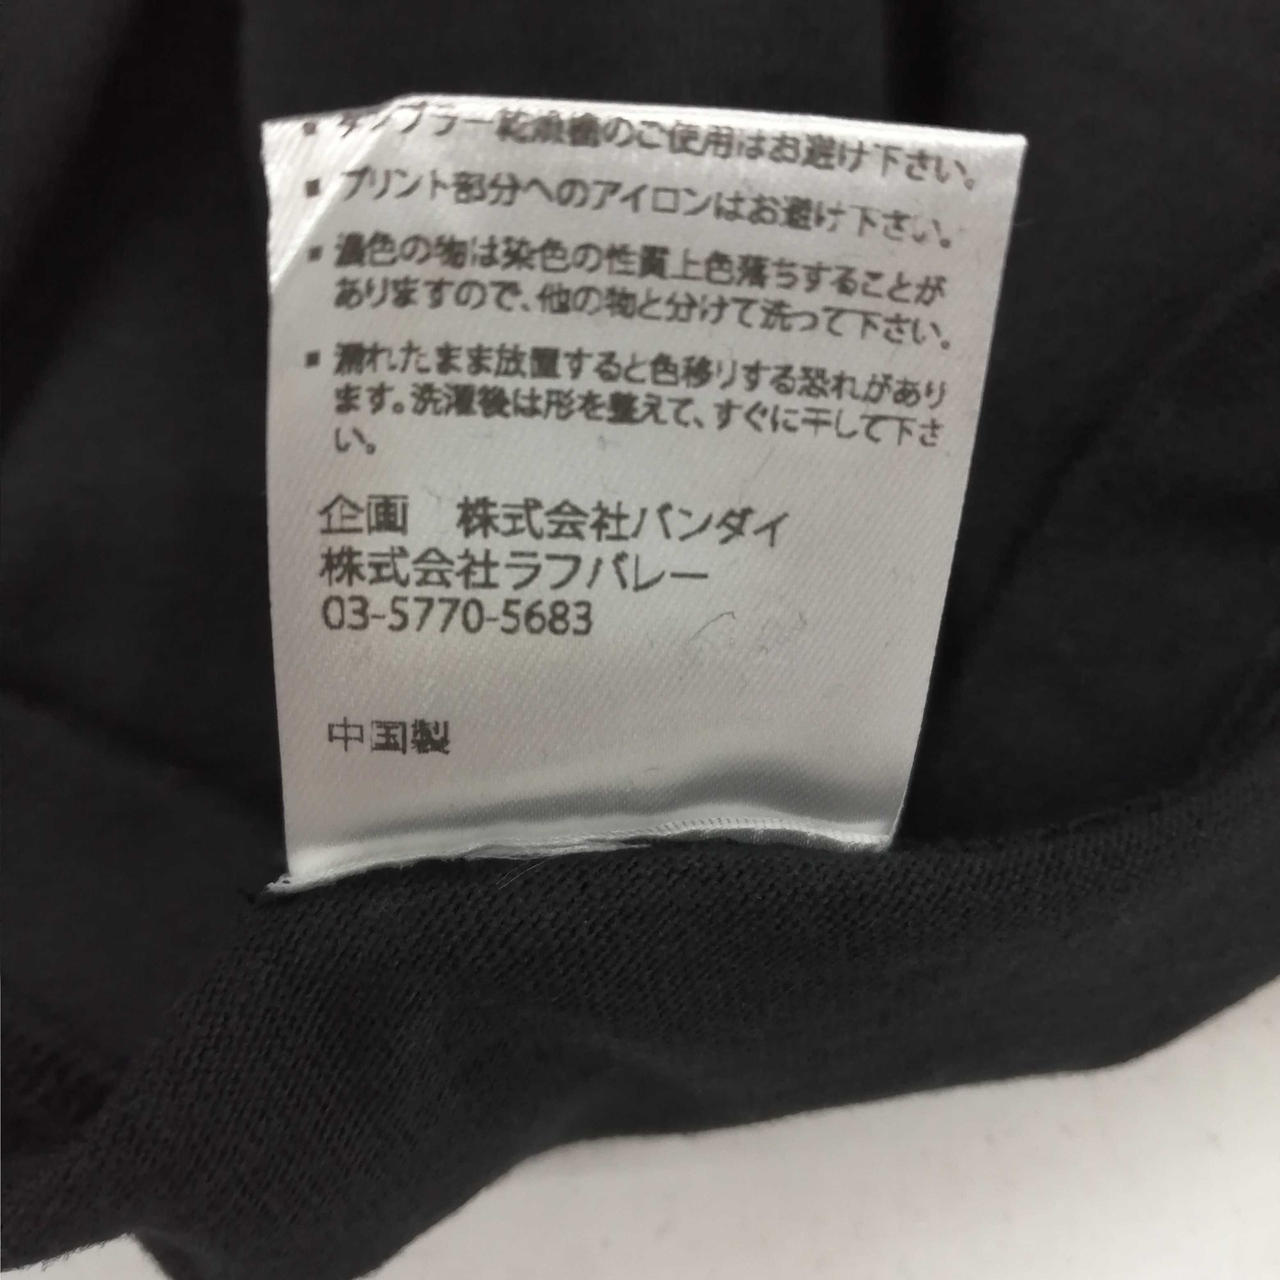 ■ タンブラー乾燥機のご使用はお避け下さい。
■ プリント部分へのアイロンはお避け下さい。
■ 濃色の物は染色の性質上色落ちすることが
ありますので、他の物と分けて洗って下さい。
■ 濡れたまま放置すると色移りする恐れがあり
ます。洗濯後は形を整えて、すぐに干して下さ
い。
企画　株式会社バンダイ
株式会社ラフバレー
03-5770-5683
中国製